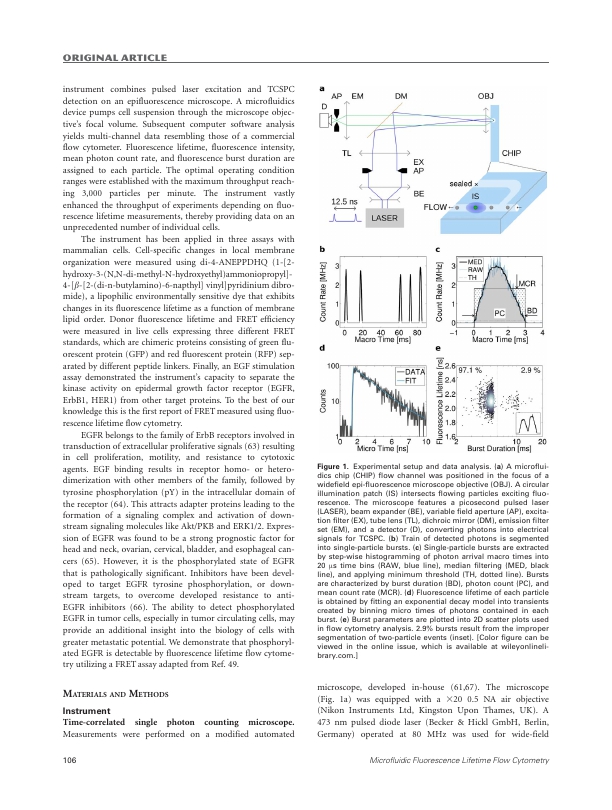 ORIGINAL ARTICLE
instrument combines pulsed laser excitation and TCSPC
detection on an epifluorescence microscope. A microfluidics
device pumps cell suspension through the microscope objec-
tive's focal volume. Subsequent computer software analysis
yields multi-channel data resembling those of a commercial
flow cytometer. Fluorescence lifetime, fluorescence intensity,
mean photon count rate, and fluorescence burst duration are
assigned to each particle. The optimal operating condition
ranges were established with the maximum throughput reach-
ing 3,000 particles per minute. The instrument vastly
enhanced the throughput of experiments depending on fluo-
rescence lifetime measurements, thereby providing data on an
unprecedented number of individual cells.
The instrument has been applied in three assays with
mammalian cells. Cell-specific changes in local membrane
organization were measured using di-4-ANEPPDHQ (1-[2-
hydroxy-3-(N,N-di-methyl-N-hydroxyethyl)ammoniopropyl]-
4-[β-[2-(di-n-butylamino)-6-napthyl] vinyl]pyridinium dibro-
mide), a lipophilic environmentally sensitive dye that exhibits
changes in its fluorescence lifetime as a function of membrane
lipid order. Donor fluorescence lifetime and FRET efficiency
were measured in live cells expressing three different FRET
standards, which are chimeric proteins consisting of green flu-
orescent protein (GFP) and red fluorescent protein (RFP) sep-
arated by different peptide linkers. Finally, an EGF stimulation
assay demonstrated the instrument's capacity to separate the
kinase activity on epidermal growth factor receptor (EGFR,
ErbB1, HER1) from other target proteins. To the best of our
knowledge this is the first report of FRET measured using fluo-
rescence lifetime flow cytometry.
EGFR belongs to the family of ErbB receptors involved in
transduction of extracellular proliferative signals (63) resulting
in cell proliferation, motility, and resistance to cytotoxic
agents. EGF binding results in receptor homo- or hetero-
dimerization with other members of the family, followed by
tyrosine phosphorylation (pY) in the intracellular domain of
the receptor (64). This attracts adapter proteins leading to the
formation of a signaling complex and activation of down-
stream signaling molecules like Akt/PKB and ERK1/2. Expres-
sion of EGFR was found to be a strong prognostic factor for
head and neck, ovarian, cervical, bladder, and esophageal can-
cers (65). However, it is the phosphorylated state of EGFR
that is pathologically significant. Inhibitors have been devel-
oped to target EGFR tyrosine phosphorylation, or down-
stream targets, to overcome developed resistance to anti-
EGFR inhibitors (66). The ability to detect phosphorylated
EGFR in tumor cells, especially in tumor circulating cells, may
provide an additional insight into the biology of cells with
greater metastatic potential. We demonstrate that phosphoryl-
ated EGFR is detectable by fluorescence lifetime flow cytome-
try utilizing a FRET assay adapted from Ref. 49.
MATERIALS AND METHODS
Instrument
Time-correlated single photon counting microscope.
Measurements were performed on a modified automated
a
AP EM DM OBJ
D
TL
EX
AP
BE
12.5 ns
LASER
CHIP
sealed ×
IS
FLOW
b
Count Rate [MHz]
3
2
1
0
0 20 40 60 80
Macro Time [ms]
c
Count Rate [MHz]
3
2
1
0
MED
RAW
TH
MCR
PC
BD
−1 0 1 2 3 4
Macro Time [ms]
d
Counts
100
10
1
DATA
FIT
0 2 4 6 8 10
Micro Time [ns]
e
Fluorescence Lifetime [ns]
2.6
2.4
2.2
2.0
1.8
1.6
97.1 % 2.9 %
2 10 20
Burst Duration [ms]
Figure 1. Experimental setup and data analysis. (a) A microflui-
dics chip (CHIP) flow channel was positioned in the focus of a
widefield epi-fluorescence microscope objective (OBJ). A circular
illumination patch (IS) intersects flowing particles exciting fluo-
rescence. The microscope features a picosecond pulsed laser
(LASER), beam expander (BE), variable field aperture (AP), excita-
tion filter (EX), tube lens (TL), dichroic mirror (DM), emission filter
set (EM), and a detector (D), converting photons into electrical
signals for TCSPC. (b) Train of detected photons is segmented
into single-particle bursts. (c) Single-particle bursts are extracted
by step-wise histogramming of photon arrival macro times into
20 μs time bins (RAW, blue line), median filtering (MED, black
line), and applying minimum threshold (TH, dotted line). Bursts
are characterized by burst duration (BD), photon count (PC), and
mean count rate (MCR). (d) Fluorescence lifetime of each particle
is obtained by fitting an exponential decay model into transients
created by binning micro times of photons contained in each
burst. (e) Burst parameters are plotted into 2D scatter plots used
in flow cytometry analysis. 2.9% bursts result from the improper
segmentation of two-particle events (inset). [Color figure can be
viewed in the online issue, which is available at wileyonlineli-
brary.com.]
microscope, developed in-house (61,67). The microscope
(Fig. 1a) was equipped with a ×20 0.5 NA air objective
(Nikon Instruments Ltd, Kingston Upon Thames, UK). A
473 nm pulsed diode laser (Becker & Hickl GmbH, Berlin,
Germany) operated at 80 MHz was used for wide-field
106
Microfluidic Fluorescence Lifetime Flow Cytometry